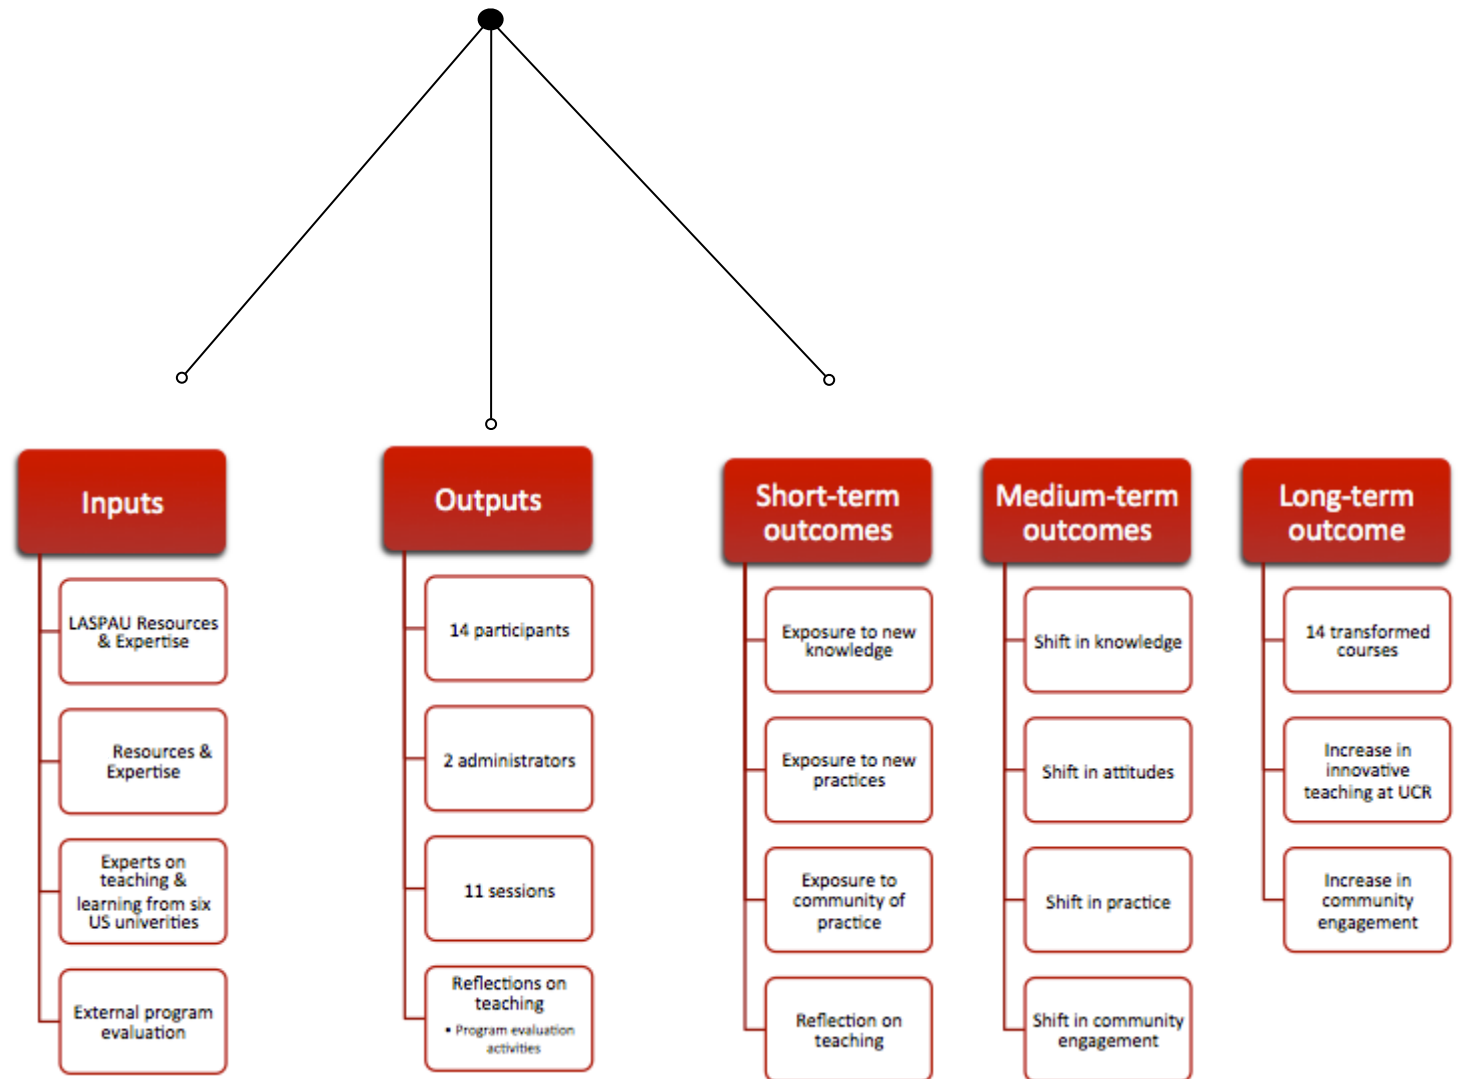 Inputs
LASPAU Resources
& Expertise
Resources &
Expertise
Experts on
teaching &
learning from six
US univerities
External program
evaluation
Outputs
14 participants
2 administrators
11 sessions
Reflections on
teaching
• Program evaluation
activities
Short-term
outcomes
Exposure to new
knowledge
Exposure to new
practices
Exposure to
community of
practice
Reflection on
teaching
Medium-term
outcomes
Shift in knowledge
Shift in attitudes
Shift in practice
Shift in community
engagement
Long-term
outcome
14 transformed
courses
Increase in
innovative
teaching at UCR
Increase in
community
engagement